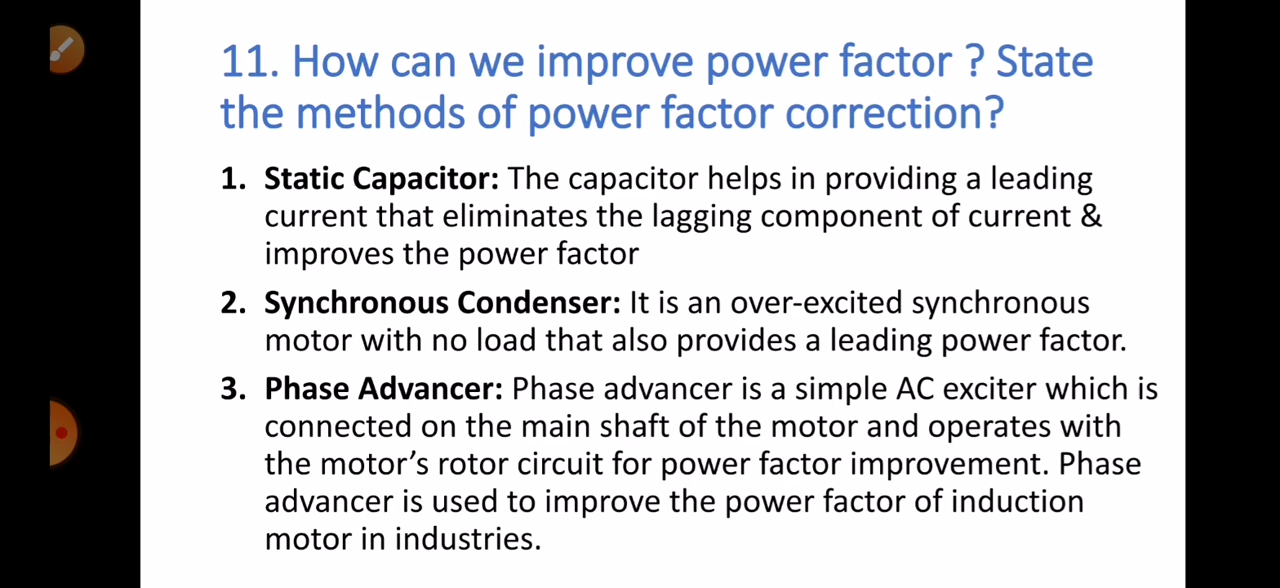 11. How can we improve power factor ? State
the methods of power factor correction?
1. Static Capacitor: The capacitor helps in providing a leading
current that eliminates the lagging component of current &
improves the power factor
2. Synchronous Condenser: It is an over-excited synchronous
motor with no load that also provides a leading power factor.
3. Phase Advancer: Phase advancer is a simple AC exciter which is
connected on the main shaft of the motor and operates with
the motor’s rotor circuit for power factor improvement. Phase
advancer is used to improve the power factor of induction
motor in industries.